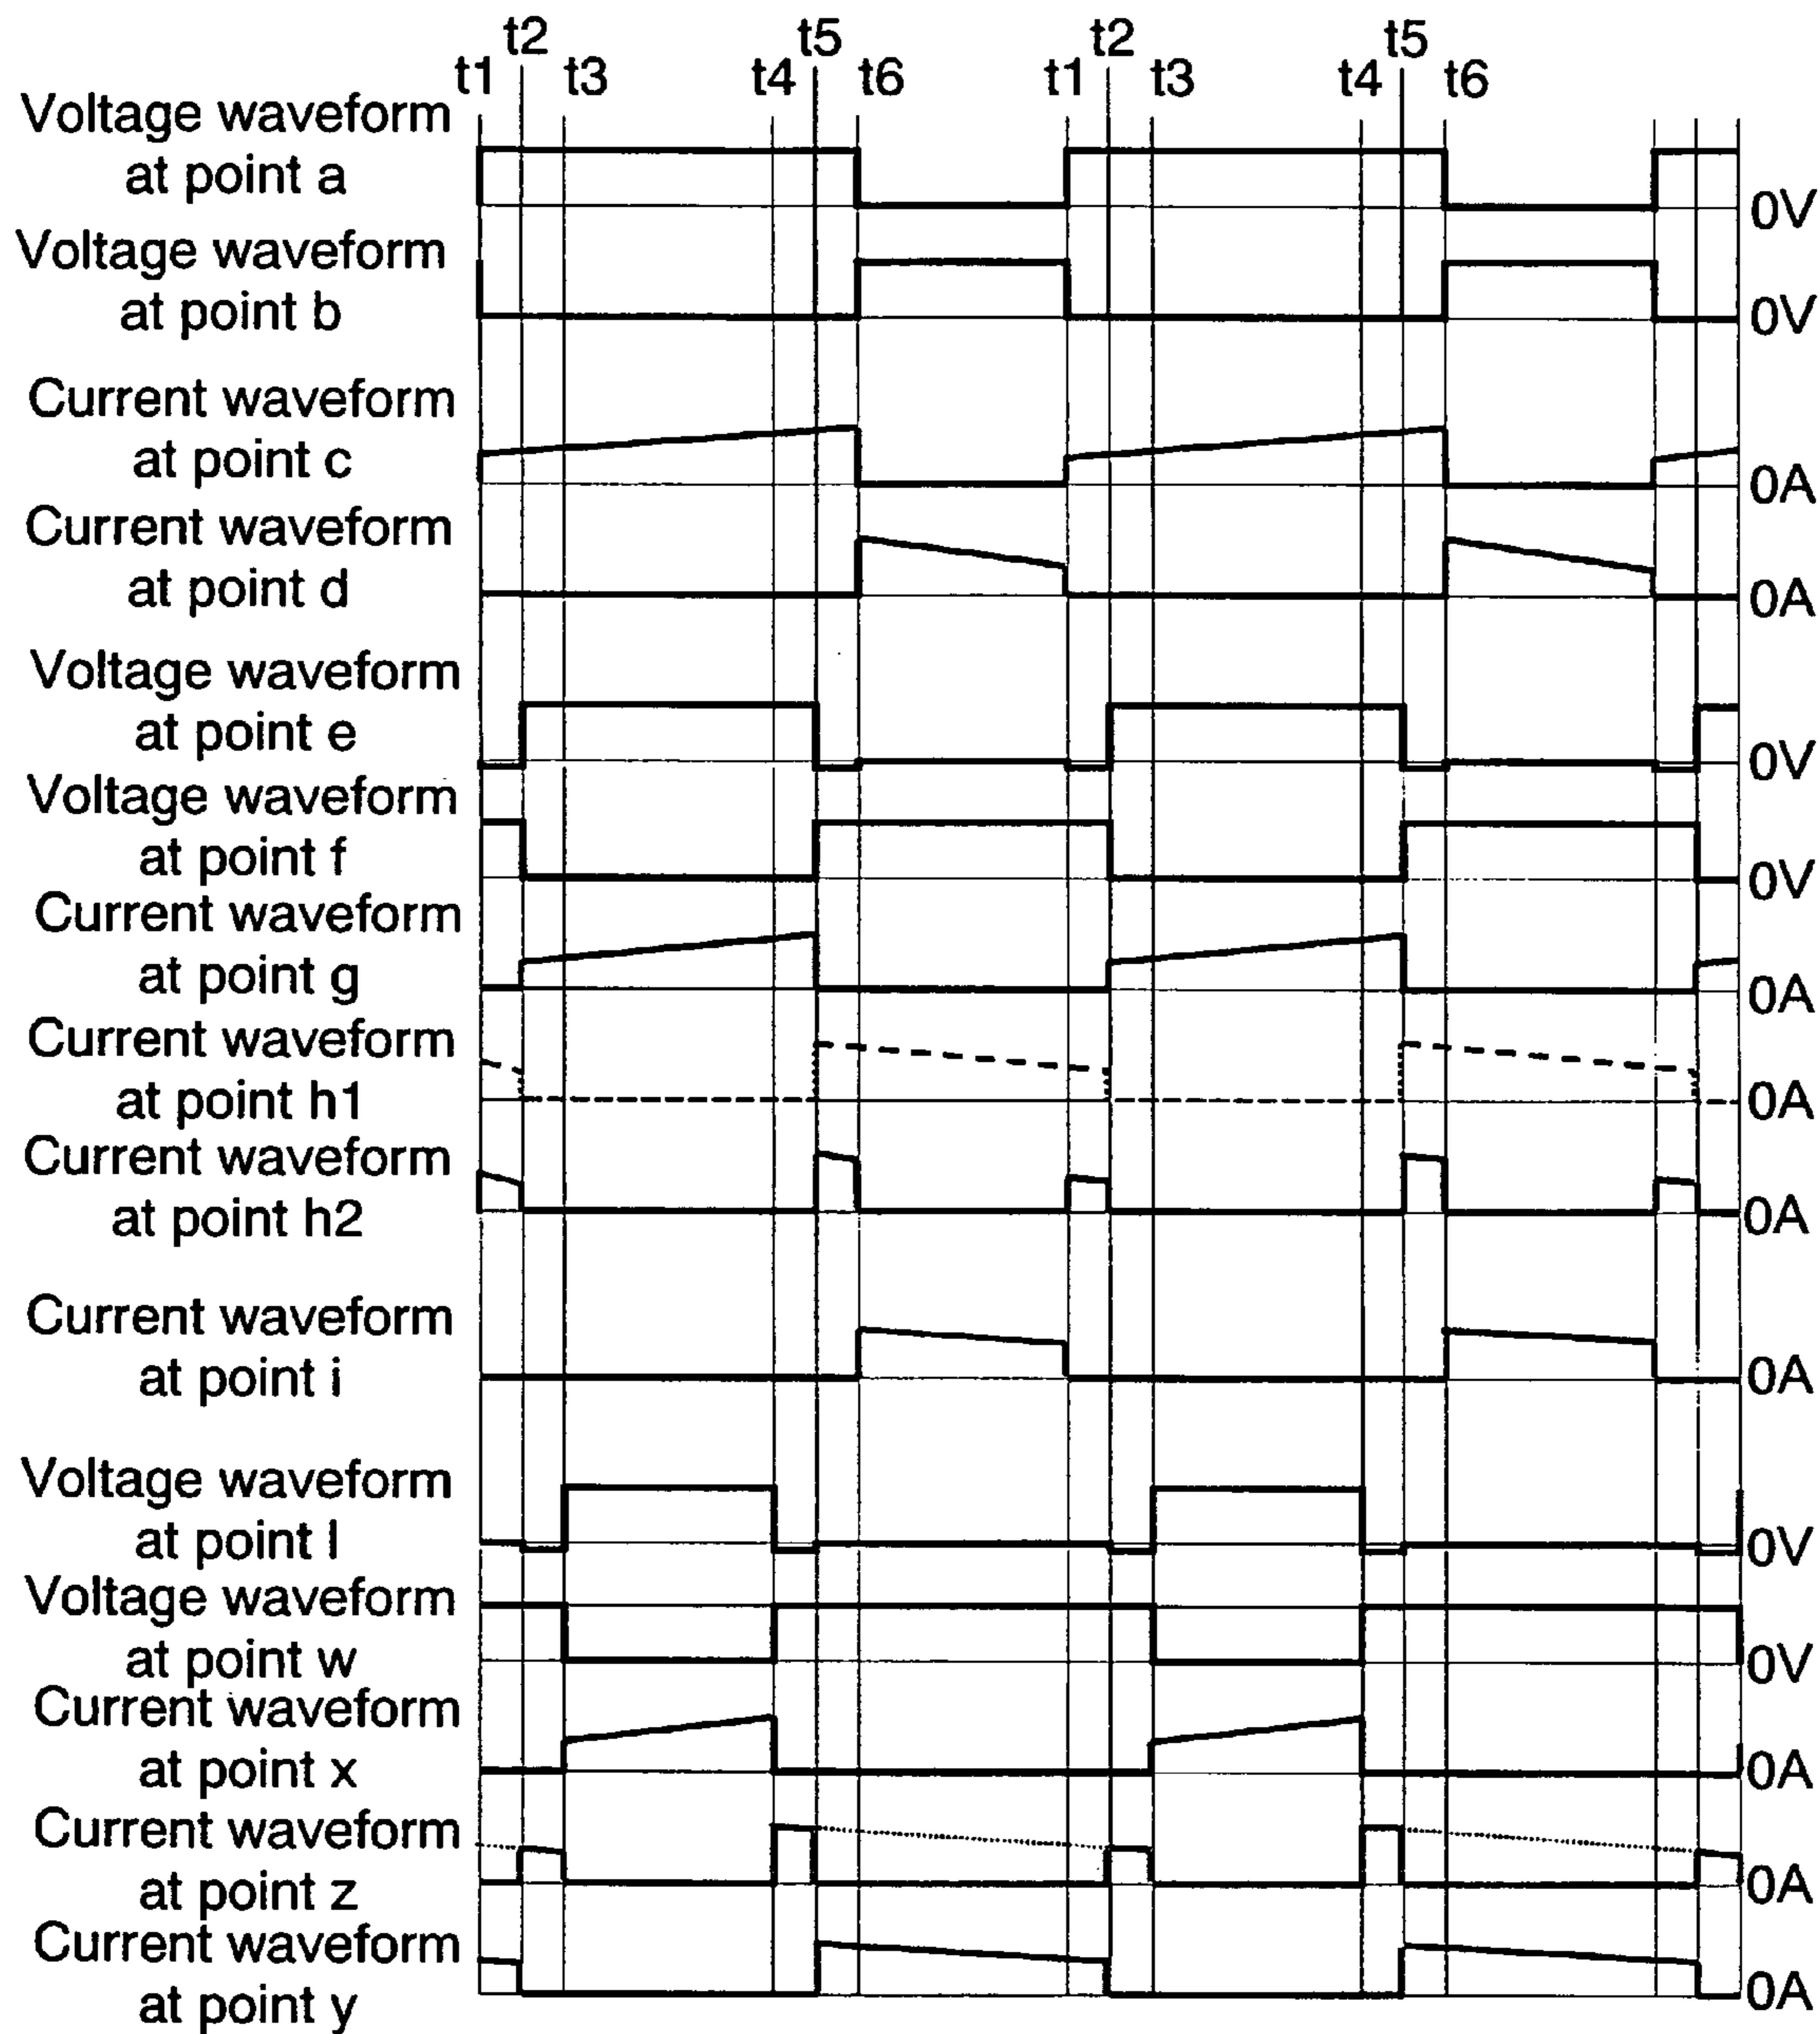 t2 t5 t2 t5
t1 t3 t4 t6 t1 t3 t4 t6
Voltage waveform
at point a 0V
Voltage waveform
at point b 0V
Current waveform
at point c 0A
Current waveform
at point d 0A
Voltage waveform
at point e 0V
Voltage waveform
at point f 0V
Current waveform
at point g 0A
Current waveform
at point h1 0A
Current waveform
at point h2 0A
Current waveform
at point i 0A
Voltage waveform
at point l 0V
Voltage waveform
at point w 0V
Current waveform
at point x 0A
Current waveform
at point z 0A
Current waveform
at point y 0A